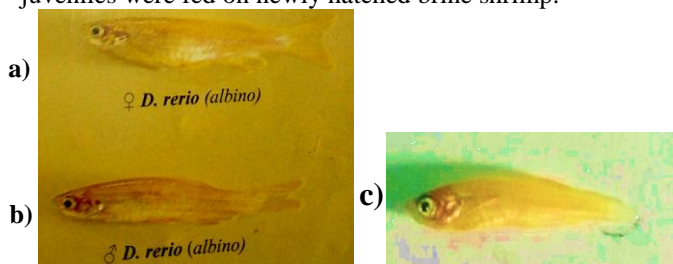 juveniles were fed on newly hatched brine shrimp.
a)
♀ D. rerio (albino)
b)
♂ D. rerio (albino)
c)